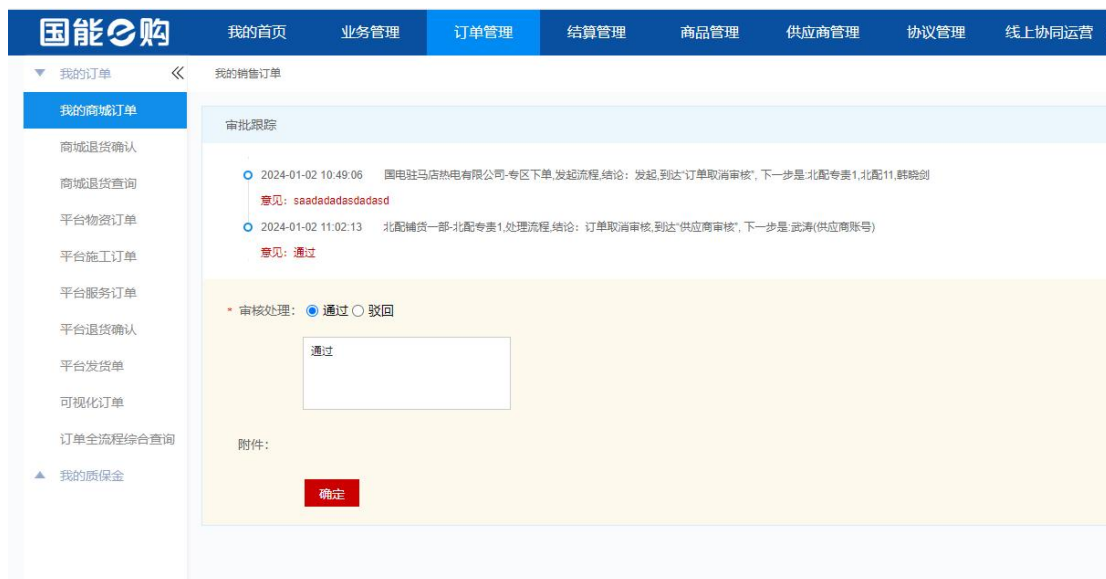 国能e购 我的首页 业务管理 订单管理 结算管理 商品管理 供应商管理 协议管理 线上协同运营
我的订单
我的商城订单
商城退货确认
商城退货查询
平台物资订单
平台施工订单
平台服务订单
平台退货确认
平台发货单
可视化订单
订单全流程综合查询
我的质保金
我的销售订单
审批跟踪
2024-01-02 10:49:06 国电驻马店热电有限公司-专区下单,发起流程,结论：发起,到达“订单取消审核”, 下一步是:北配专责1,北配11,韩晓剑
意见：saadadadasdadasd
2024-01-02 11:02:13 北配铺货一部-北配专责1,处理流程,结论：订单取消审核,到达“供应商审核”, 下一步是:武涛(供应商账号)
意见：通过
* 审核处理： 通过 驳回
通过
附件：
确定